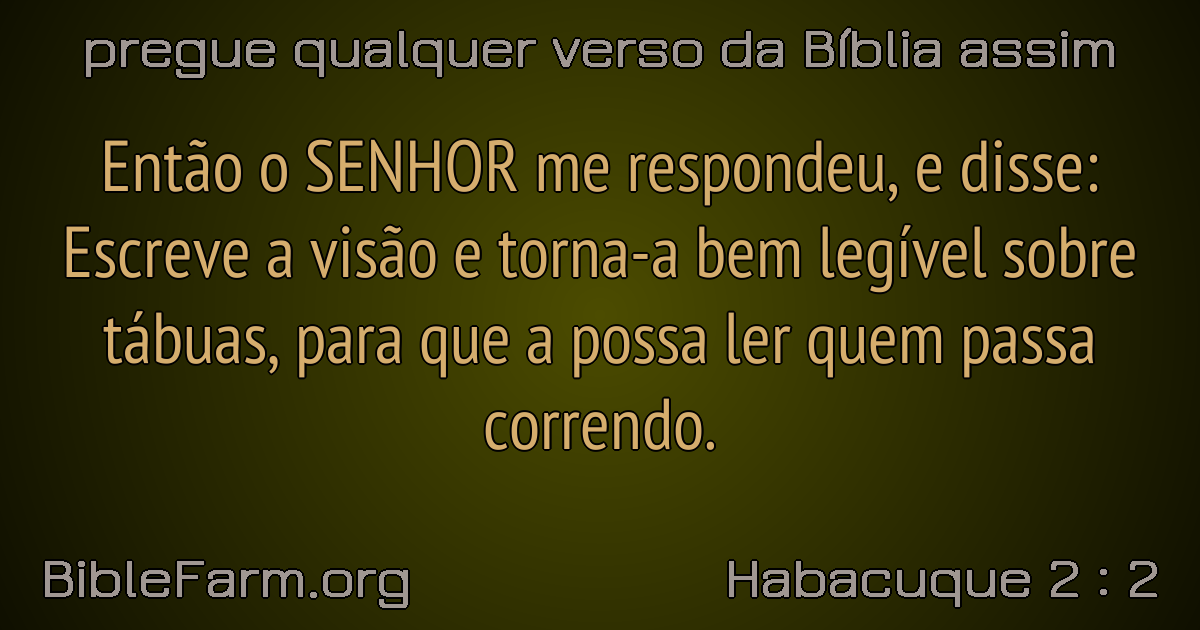 pregue qualquer verso da Bíblia assim
Então o SENHOR me respondeu, e disse:
Escreve a visão e torna-a bem legível sobre
tábuas, para que a possa ler quem passa
correndo.
BibleFarm.org
Habacuque 2 : 2